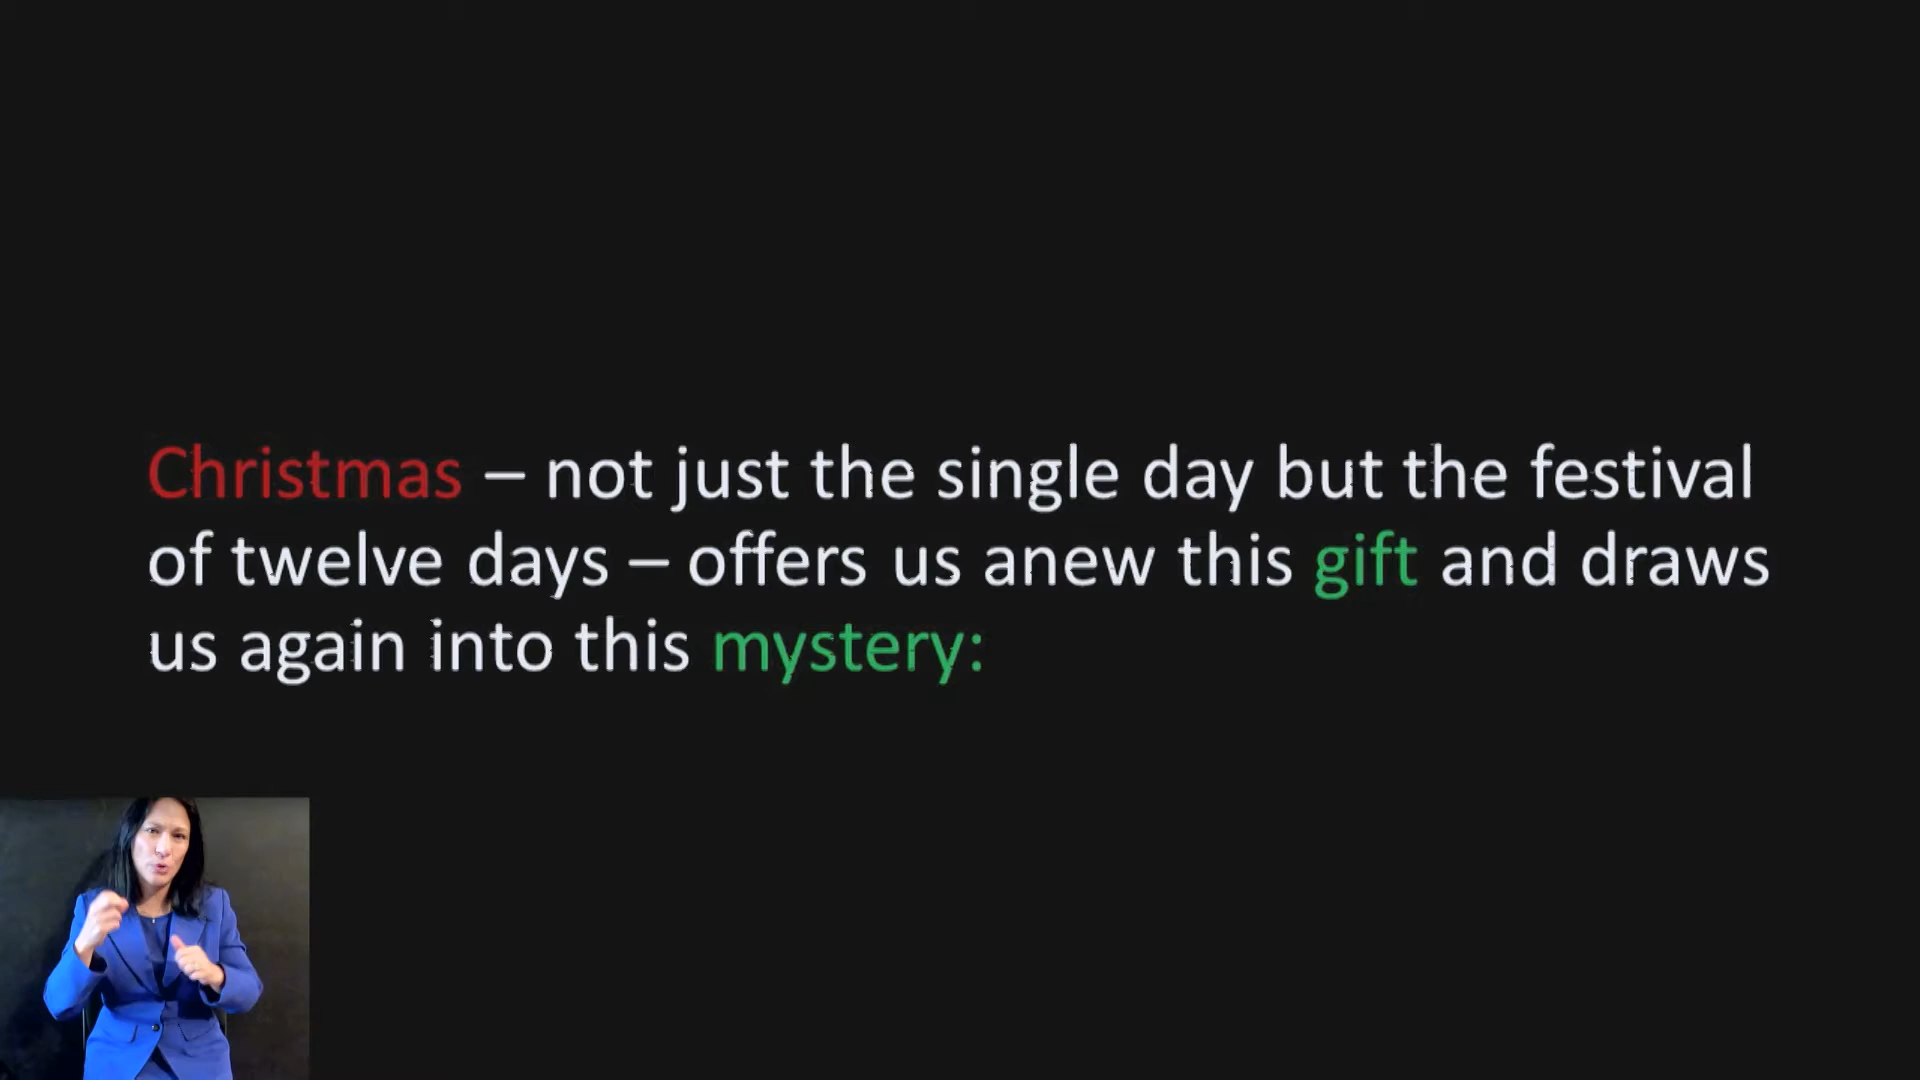 Christmas – not just the single day but the festival
of twelve days – offers us anew this gift and draws
us again into this mystery: